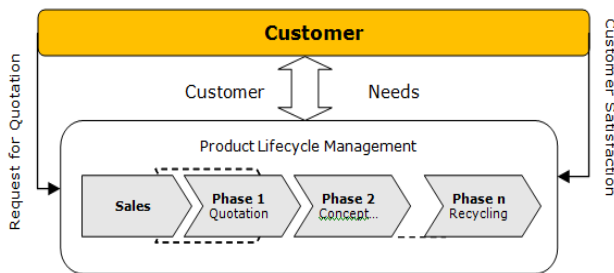 Customer
Request for Quotation
Customer Satisfaction
Customer Needs
Product Lifecycle Management
Sales
Phase 1
Quotation
Phase 2
Concept...
Phase n
Recycling